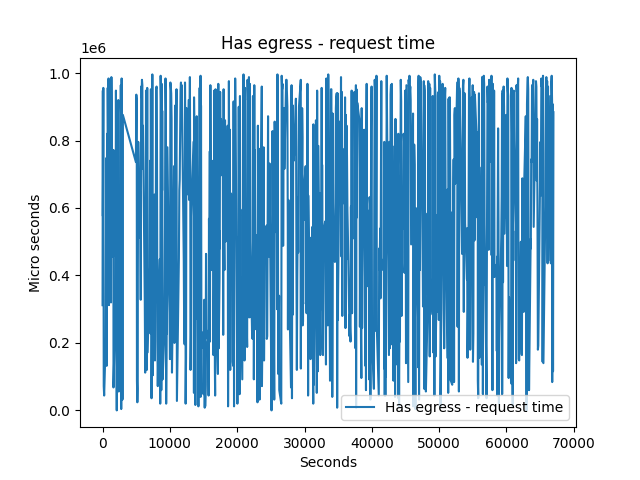 Has egress - request time
1e6
1.0
0.8
0.6
0.4
0.2
0.0
Micro seconds
Has egress - request time
0 10000 20000 30000 40000 50000 60000 70000
Seconds